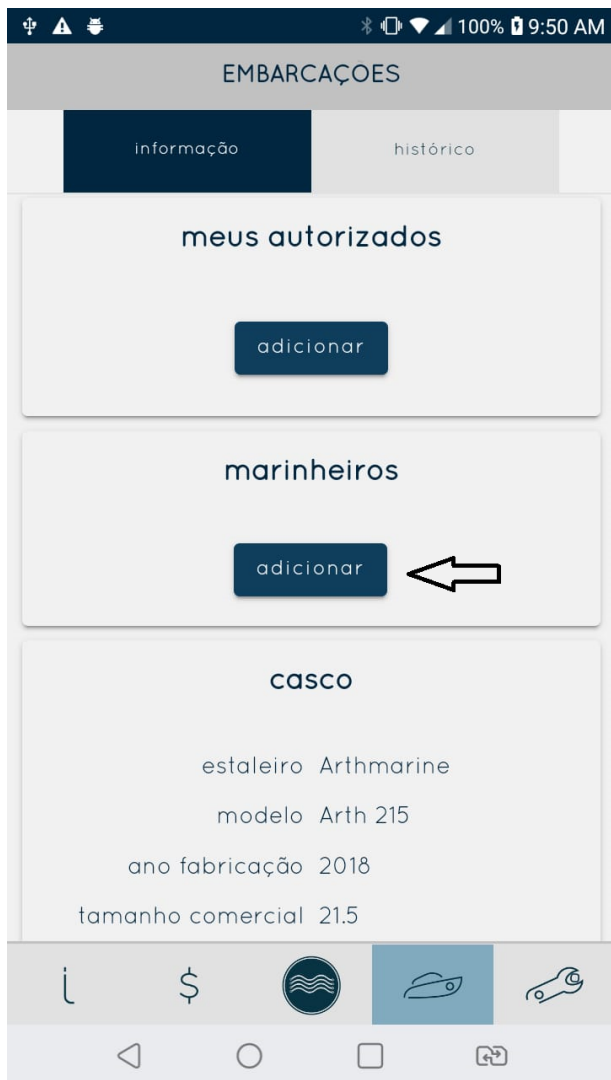 100% 9:50 AM
EMBARCAÇÕES
informação histórico
meus autorizados
adicionar
marinheiros
adicionar
casco
estaleiro Arthmarine
modelo Arth 215
ano fabricação 2018
tamanho comercial 21.5
i $